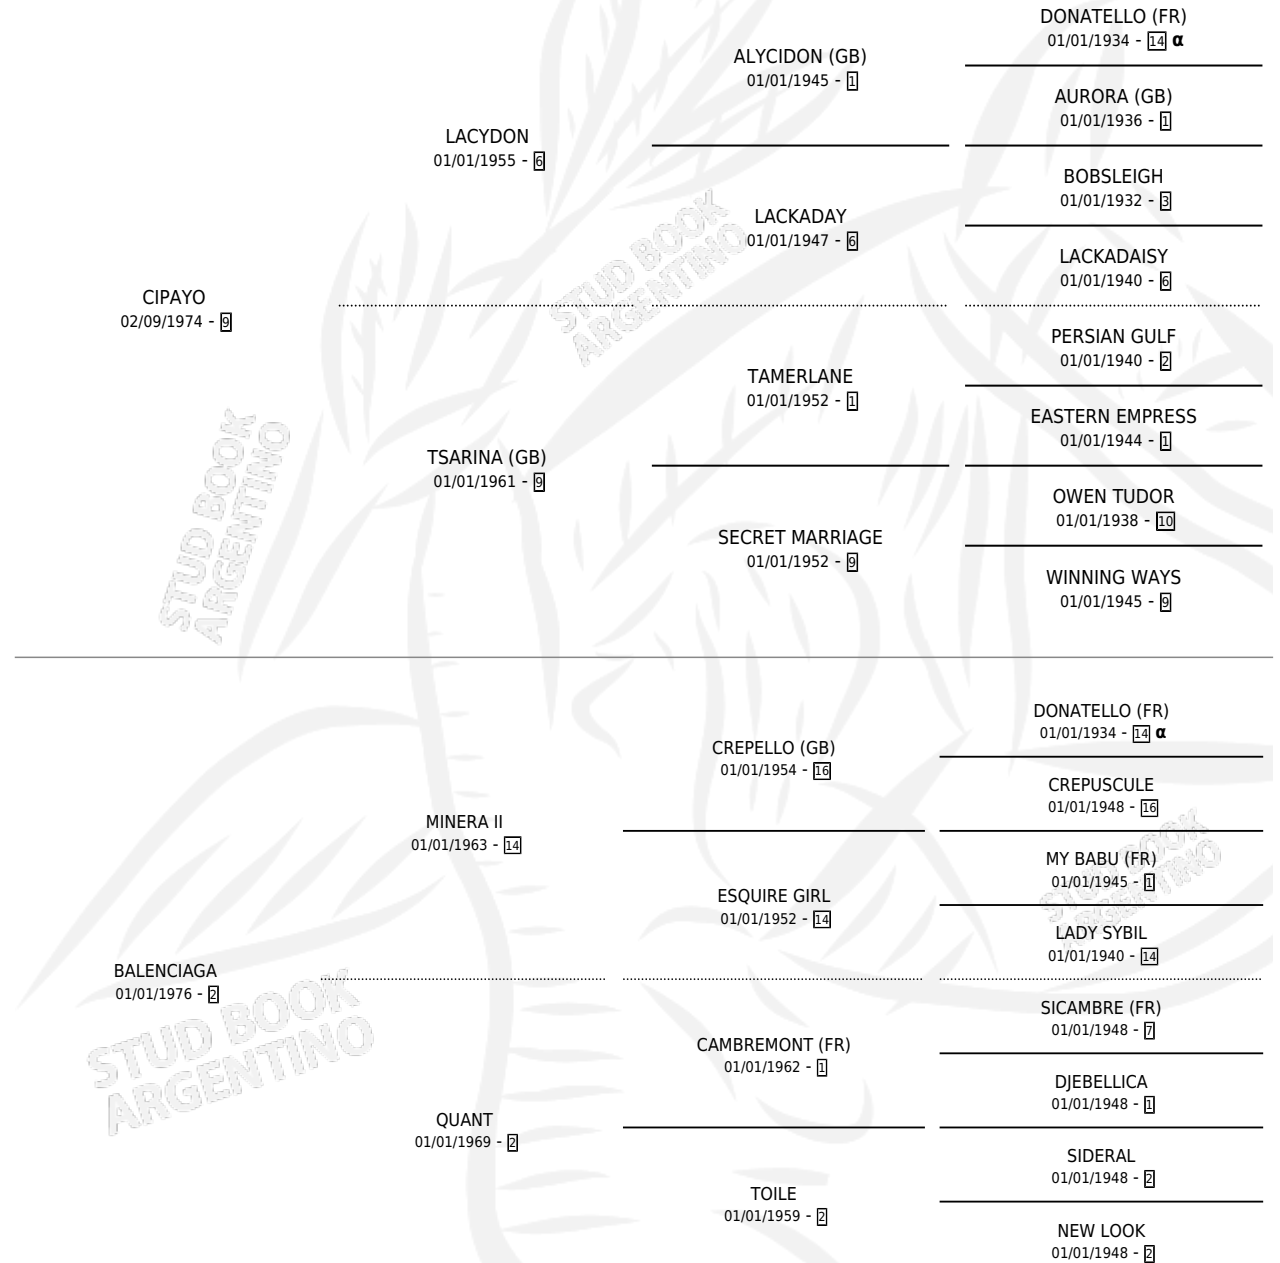 DONATELLO (FR)
01/01/1934 - 14 α
ALYCIDON (GB)
01/01/1945 - 1
AURORA (GB)
01/01/1936 - 1
LACYDON
01/01/1955 - 6
BOBSLEIGH
01/01/1932 - 3
LACKADAY
01/01/1947 - 6
LACKADAISY
01/01/1940 - 6
CIPAYO
02/09/1974 - 9
PERSIAN GULF
01/01/1940 - 2
TAMERLANE
01/01/1952 - 1
EASTERN EMPRESS
01/01/1944 - 1
TSARINA (GB)
01/01/1961 - 9
OWEN TUDOR
01/01/1938 - 10
SECRET MARRIAGE
01/01/1952 - 9
WINNING WAYS
01/01/1945 - 9
DONATELLO (FR)
01/01/1934 - 14 α
CREPELLO (GB)
01/01/1954 - 16
CREPUSCULE
01/01/1948 - 16
MINERA II
01/01/1963 - 14
MY BABU (FR)
01/01/1945 - 1
ESQUIRE GIRL
01/01/1952 - 14
LADY SYBIL
01/01/1940 - 14
BALENCIAGA
01/01/1976 - 2
SICAMBRE (FR)
01/01/1948 - 7
CAMBREMONT (FR)
01/01/1962 - 1
DJEBELLICA
01/01/1948 - 1
QUANT
01/01/1969 - 2
SIDERAL
01/01/1948 - 2
TOILE
01/01/1959 - 2
NEW LOOK
01/01/1948 - 2
STUD BOOK
ARGENTINO
STUD BOOK
ARGENTINO
STUD BOOK
ARGENTINO
STUD BOOK
ARGENTINO